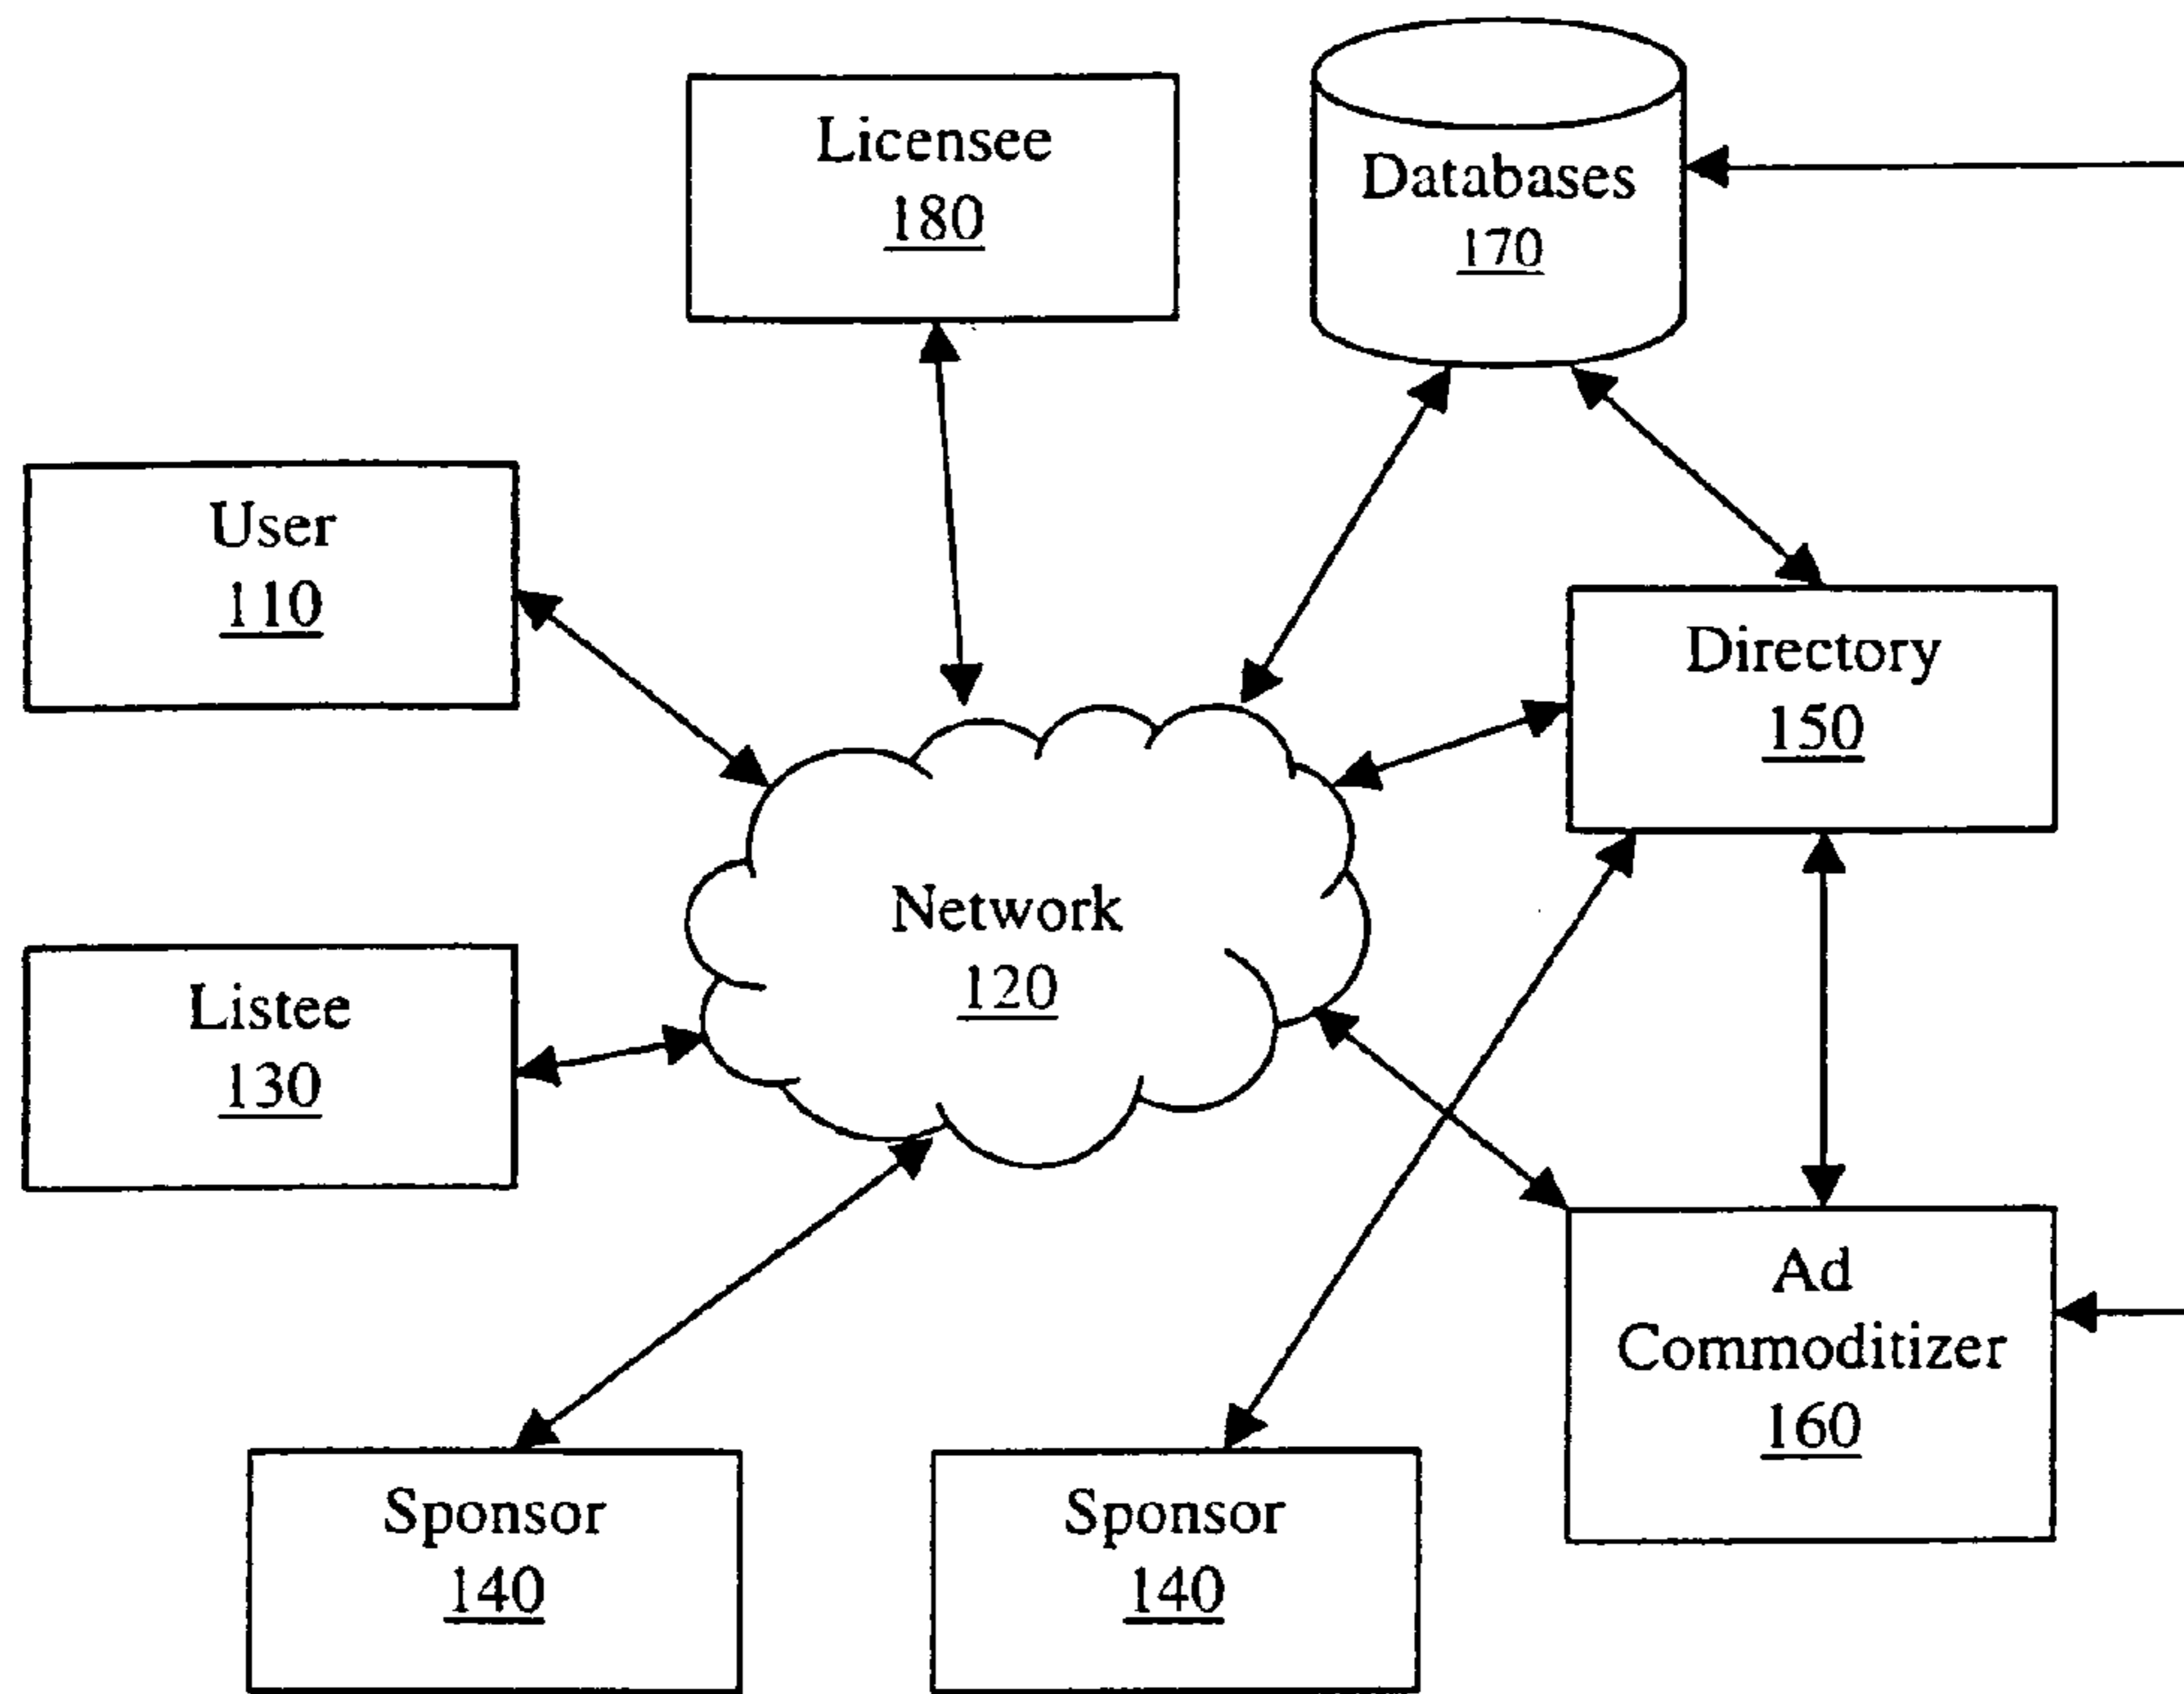 Licensee
180
Databases
170
User
110
Directory
150
Network
120
Listee
130
Ad
Commoditizer
160
Sponsor
140
Sponsor
140